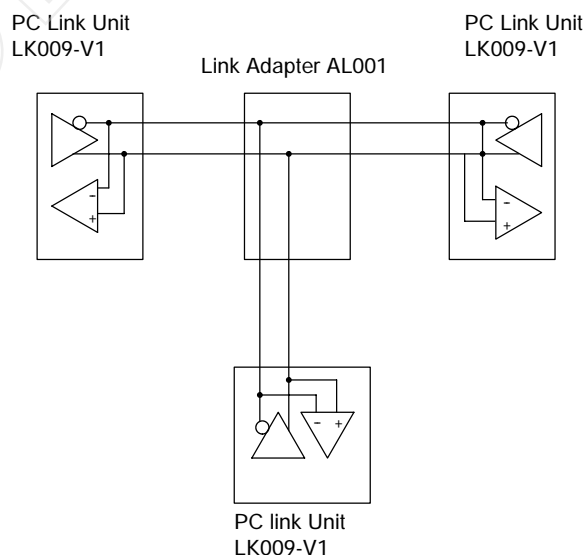 PC Link Unit
LK009-V1
PC Link Unit
LK009-V1
Link Adapter AL001
-
+
-
+
- +
PC link Unit
LK009-V1